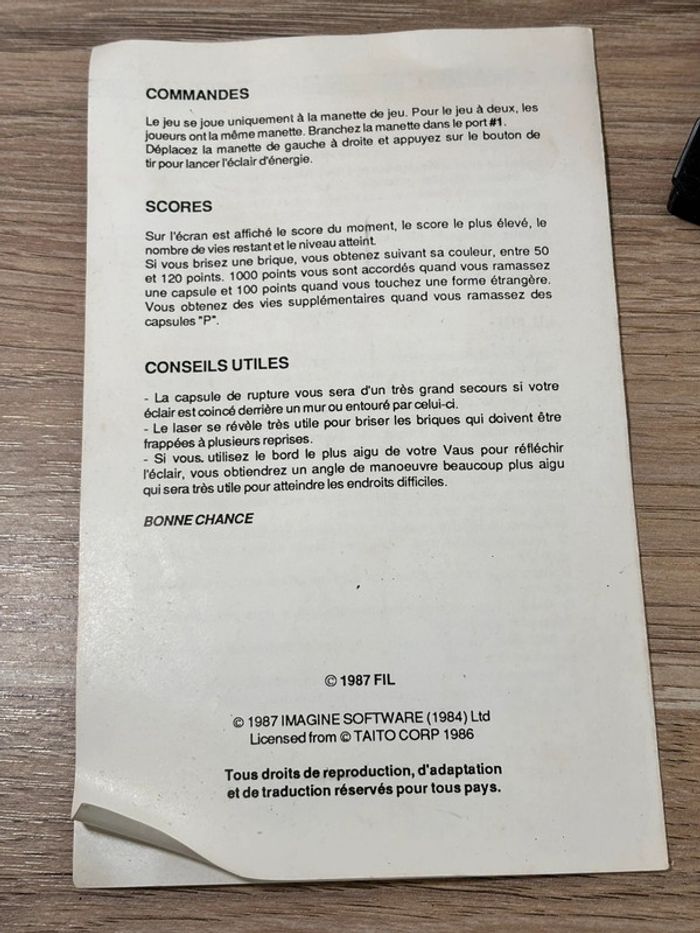 COMMANDES
Le jeu se joue uniquement à la manette de jeu. Pour le jeu à deux, les
joueurs ont la même manette. Branchez la manette dans le port #1.
Déplacez la manette de gauche à droite et appuyez sur le bouton de
tir pour lancer l'éclair d'énergie.
SCORES
Sur l'écran est affiché le score du moment, le score le plus élevé, le
nombre de vies restant et le niveau atteint.
Si vous brisez une brique, vous obtenez suivant sa couleur, entre 50
et 120 points. 1000 points vous sont accordés quand vous ramassez
une capsule et 100 points quand vous touchez une forme étrangère.
Vous obtenez des vies supplémentaires quand vous ramassez des
capsules "P".
CONSEILS UTILES
- La capsule de rupture vous sera d'un très grand secours si votre
éclair est coincé derrière un mur ou entouré par celui-ci.
- Le laser se révèle très utile pour briser les briques qui doivent être
frappées à plusieurs reprises.
- Si vous. utilisez le bord le plus aigu de votre Vaus pour réfléchir
l'éclair, vous obtiendrez un angle de manoeuvre beaucoup plus aigu
qui sera très utile pour atteindre les endroits difficiles.
BONNE CHANCE
© 1987 FIL
© 1987 IMAGINE SOFTWARE (1984) Ltd
Licensed from © TAITO CORP 1986
Tous droits de reproduction, d'adaptation
et de traduction réservés pour tous pays.